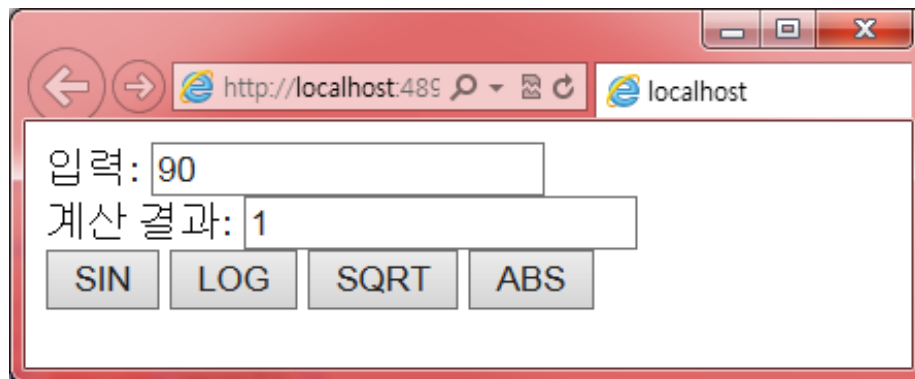 http://localhost:489
localhost
입력: 90
계산 결과: 1
SIN LOG SQRT ABS